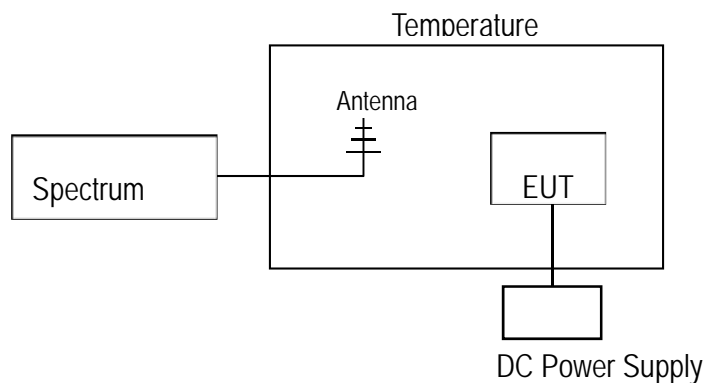 Temperature
Antenna
Spectrum
EUT
DC Power Supply